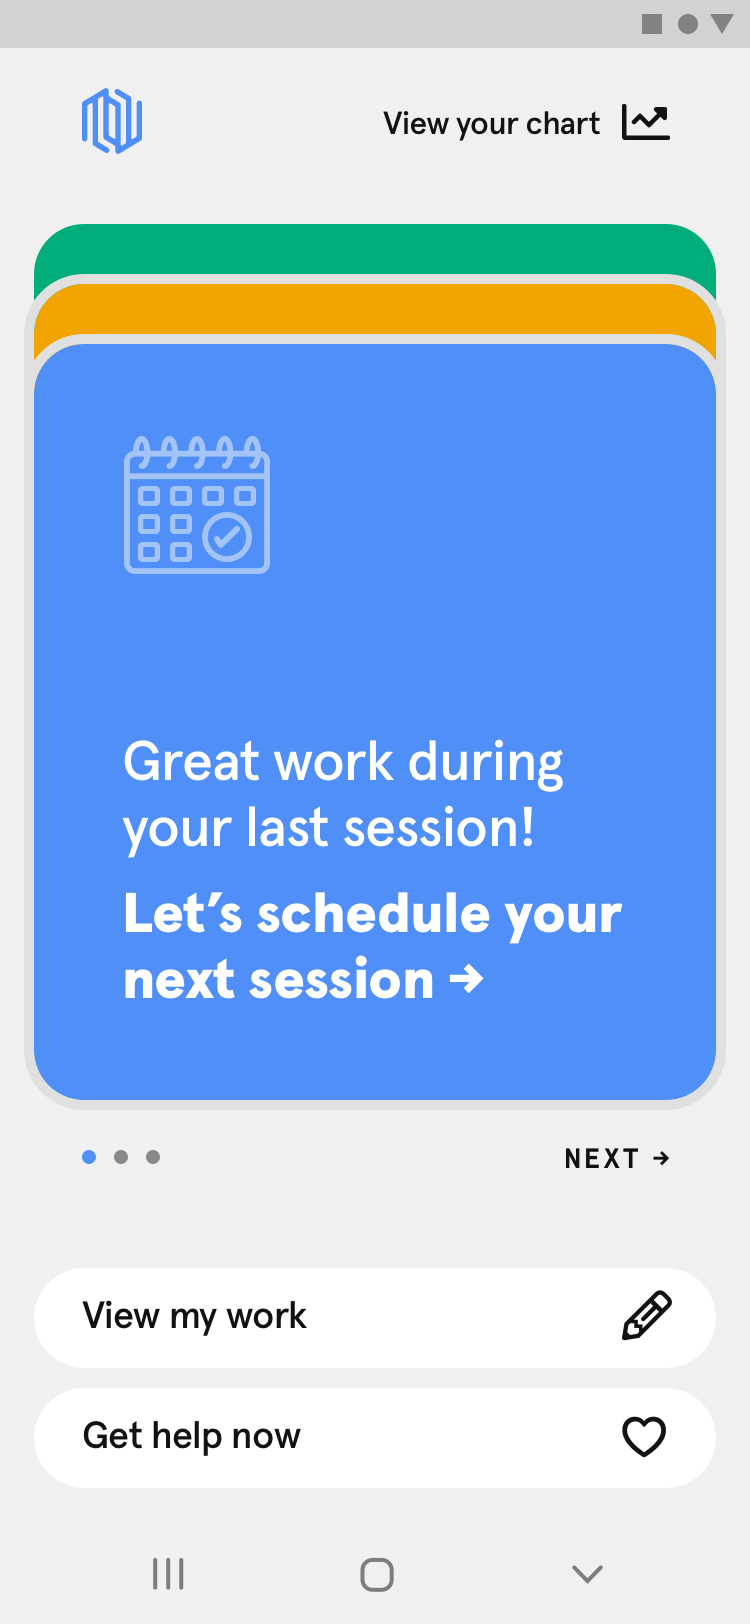 View your chart
Great work during
your last session!
Let’s schedule your
next session →
NEXT →
View my work
Get help now